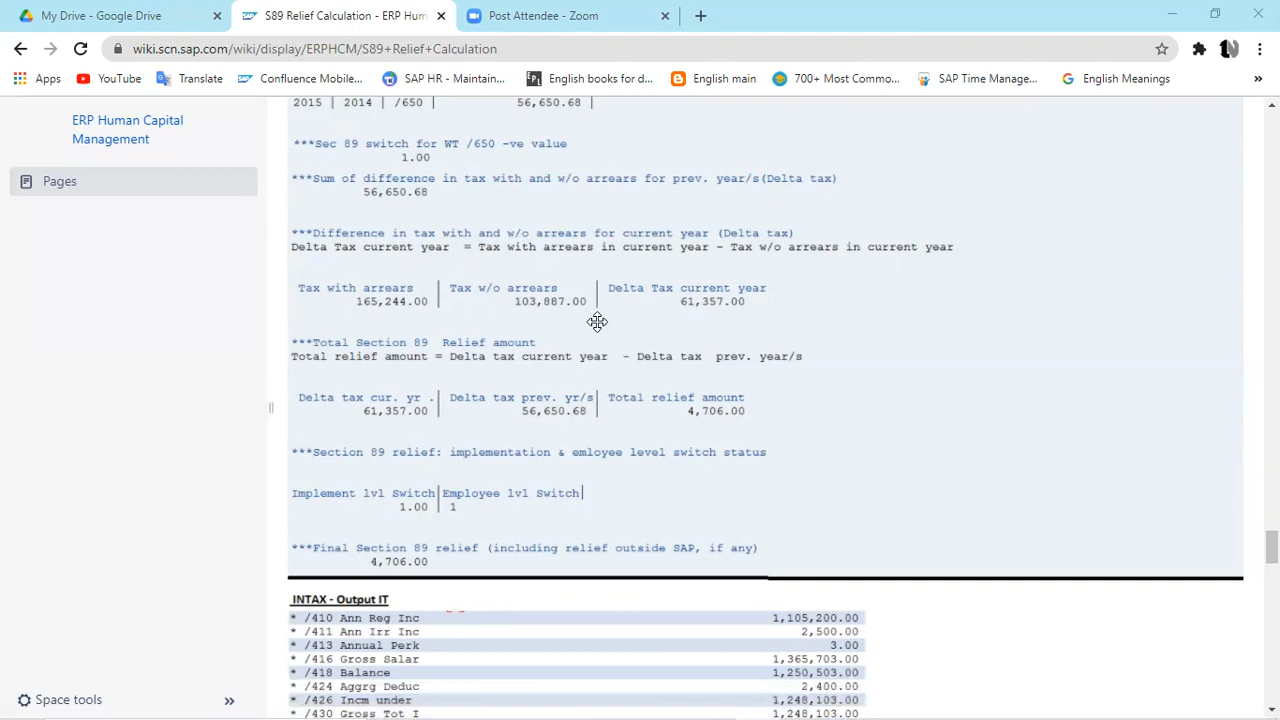 My Drive - Google Drive
S89 Relief Calculation - ERP Hum
Post Attendee - Zoom
wiki.scn.sap.com/wiki/display/ERPHCM/S89+Relief+Calculation
Apps YouTube Translate Confluence Mobile... SAP HR - Maintain... English books for d... English main 700+ Most Commo... SAP Time Manage... English Meanings »
ERP Human Capital
Management
Pages
Space tools »
2015 | 2014 | /650 | 56,650.68 |
***Sec 89 switch for WT /650 -ve value
1.00
***Sum of difference in tax with and w/o arrears for prev. year/s(Delta tax)
56,650.68
***Difference in tax with and w/o arrears for current year (Delta tax)
Delta Tax current year = Tax with arrears in current year - Tax w/o arrears in current year
Tax with arrears | Tax w/o arrears | Delta Tax current year
165,244.00 | 103,887.00 | 61,357.00
***Total Section 89 Relief amount
Total relief amount = Delta tax current year - Delta tax prev. year/s
Delta tax cur. yr .| Delta tax prev. yr/s| Total relief amount
61,357.00 | 56,650.68 | 4,706.00
***Section 89 relief: implementation & emloyee level switch status
Implement lvl Switch|Employee lvl Switch|
1.00 | 1
***Final Section 89 relief (including relief outside SAP, if any)
4,706.00
INTAX - Output IT
* /410 Ann Reg Inc 1,105,200.00
* /411 Ann Irr Inc 2,500.00
* /413 Annual Perk 3.00
* /416 Gross Salar 1,365,703.00
* /418 Balance 1,250,503.00
* /424 Aggrg Deduc 2,400.00
* /426 Incm under 1,248,103.00
* /430 Gross Tot I 1,248,103.00